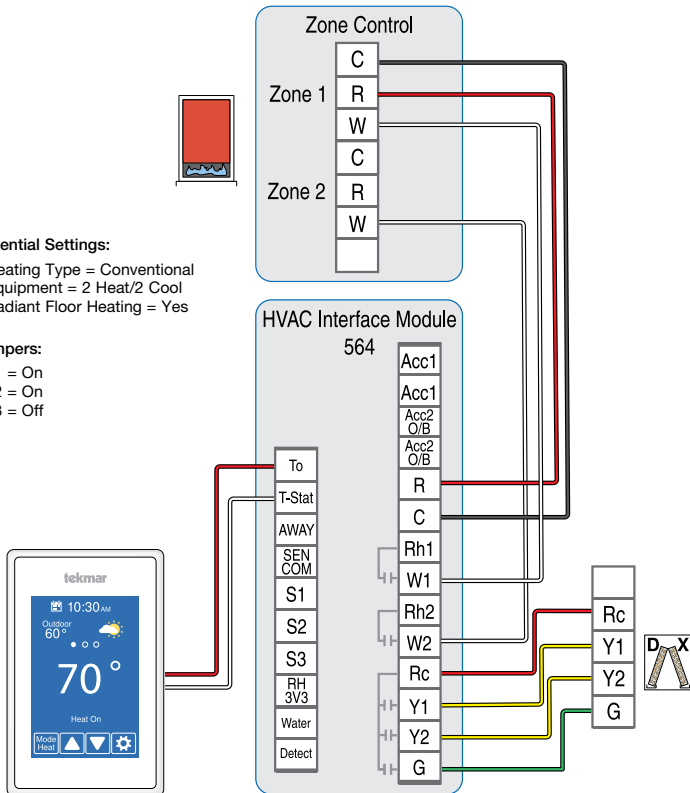 Zone Control
C
Zone 1
R
W
C
Zone 2
R
W
ential Settings:
eating Type = Conventional
quipment = 2 Heat/2 Cool
adiant Floor Heating = Yes
mpers:
= On
2 = On
3 = Off
HVAC Interface Module
564
Acc1
Acc1
Acc2
O/B
Acc2
O/B
R
C
Rh1
W1
Rh2
W2
Rc
Y1
Y2
G
To
T-Stat
AWAY
SEN
COM
S1
S2
S3
RH
3V3
Water
Detect
tekmar
10:30 AM
Outdoor
60°
70°
Heat On
Mode
Heat
Rc
Y1
Y2
G
D X